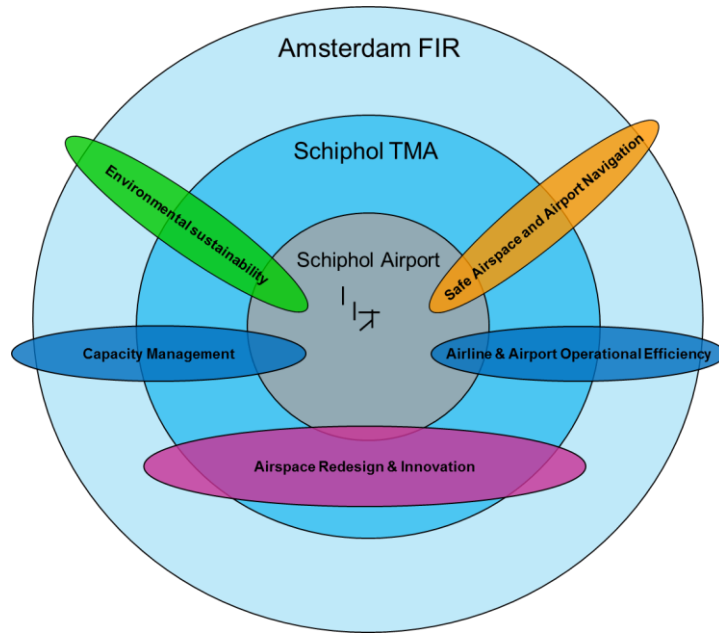 Amsterdam FIR
Schiphol TMA
Environmental sustainability
Safe Airspace and Airport Navigation
Schiphol Airport
Capacity Management
Airline & Airport Operational Efficiency
Airspace Redesign & Innovation